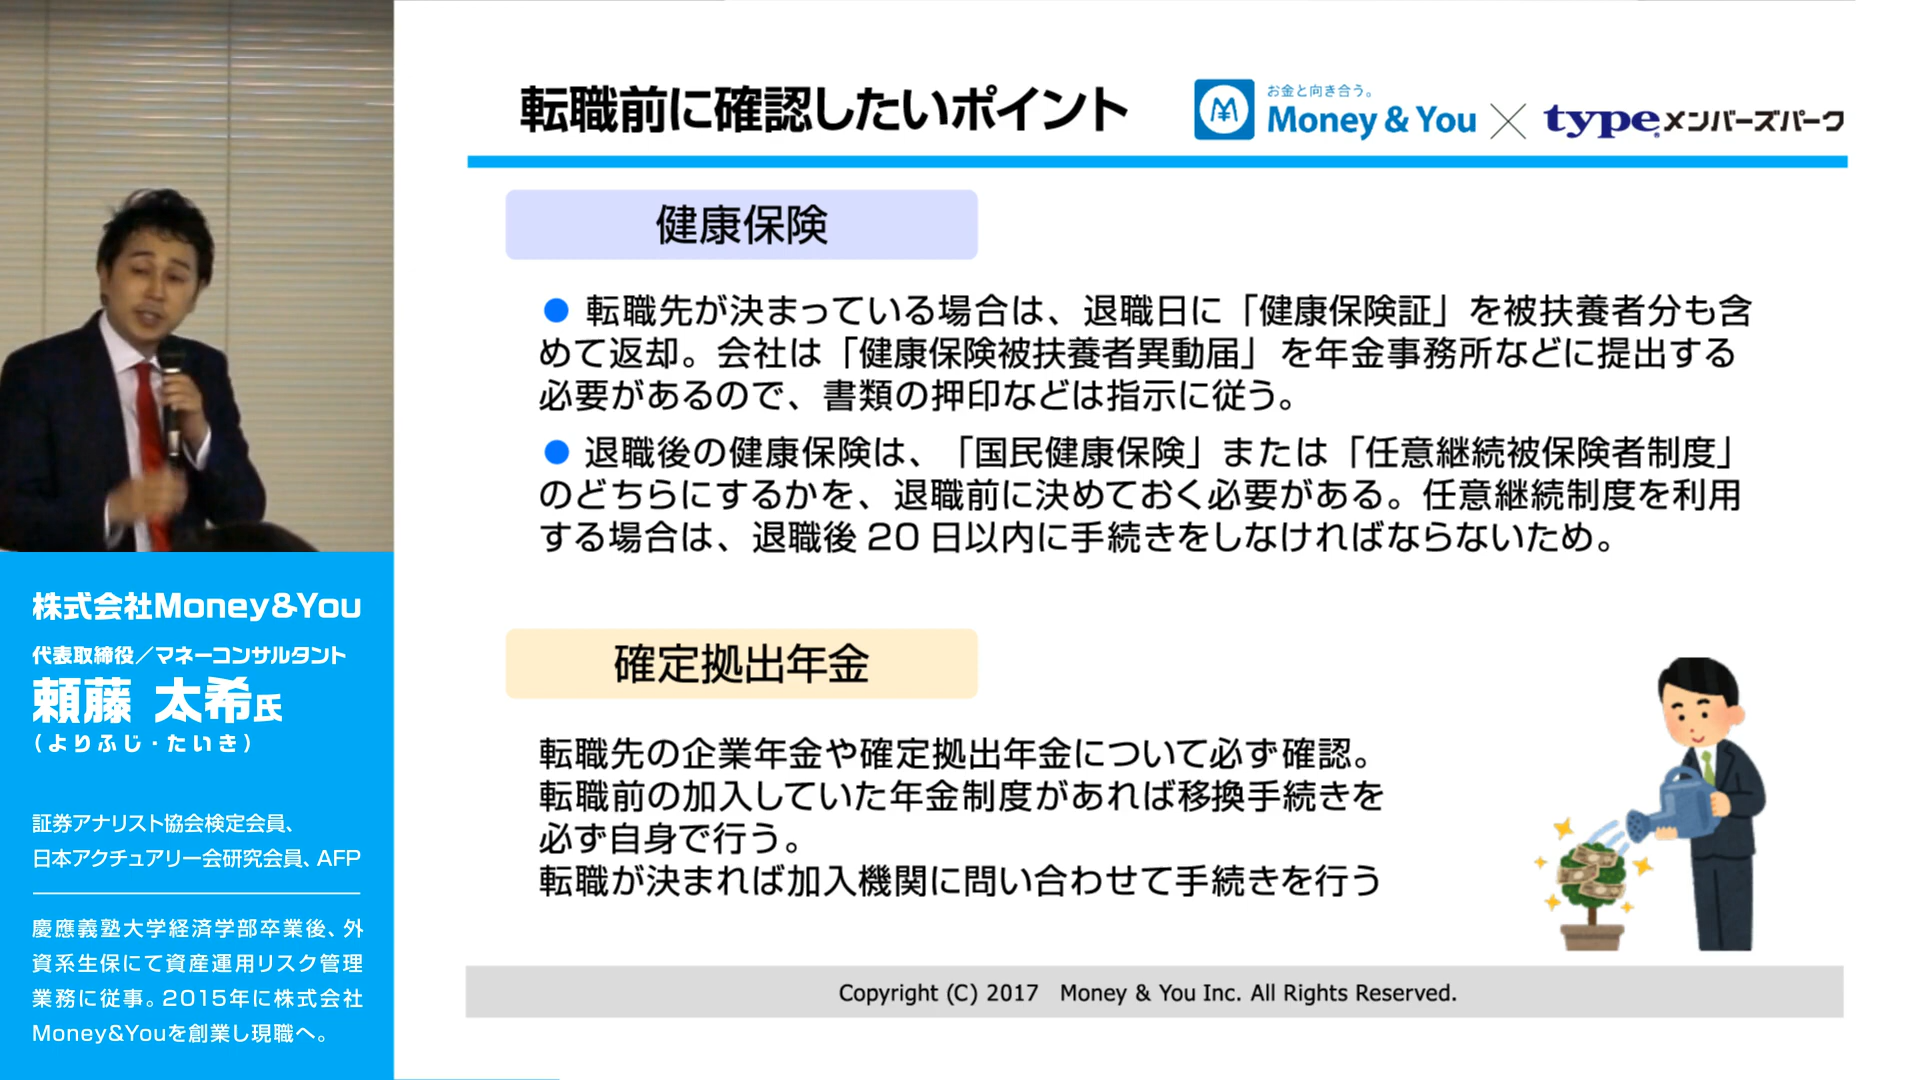 転職前に確認したいポイント
お金と向き合う。
Money & You × typeメンバーズパーク
健康保険
● 転職先が決まっている場合は、退職日に「健康保険証」を被扶養者分も含
めて返却。会社は「健康保険被扶養者異動届」を年金事務所などに提出する
必要があるので、書類の押印などは指示に従う。
● 退職後の健康保険は、「国民健康保険」または「任意継続被保険者制度」
のどちらにするかを、退職前に決めておく必要がある。任意継続制度を利用
する場合は、退職後 20 日以内に手続きをしなければならないため。
確定拠出年金
転職先の企業年金や確定拠出年金について必ず確認。
転職前の加入していた年金制度があれば移換手続きを
必ず自身で行う。
転職が決まれば加入機関に問い合わせて手続きを行う
Copyright (C) 2017 Money & You Inc. All Rights Reserved.
株式会社Money&You
代表取締役／マネーコンサルタント
頼藤 太希氏
（よりふじ・たいき）
証券アナリスト協会検定会員、
日本アクチュアリー会研究会員、AFP
慶應義塾大学経済学部卒業後、外
資系生保にて資産運用リスク管理
業務に従事。2015年に株式会社
Money&Youを創業し現職へ。